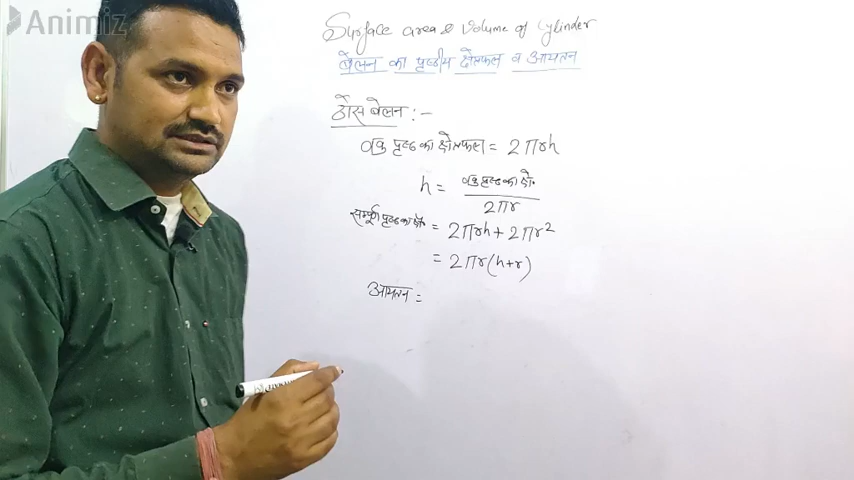 Animiz
Surface area & Volume of Cylinder
बेलन का पृष्ठीय क्षेत्रफल व आयतन
ठोस बेलन :-
वक्र पृष्ठ का क्षेत्रफल = 2πrh
h = वक्र पृष्ठ का क्षे॰ / 2πr
सम्पूर्ण पृष्ठ का क्षे॰ = 2πrh + 2πr²
= 2πr(h+r)
आयतन =